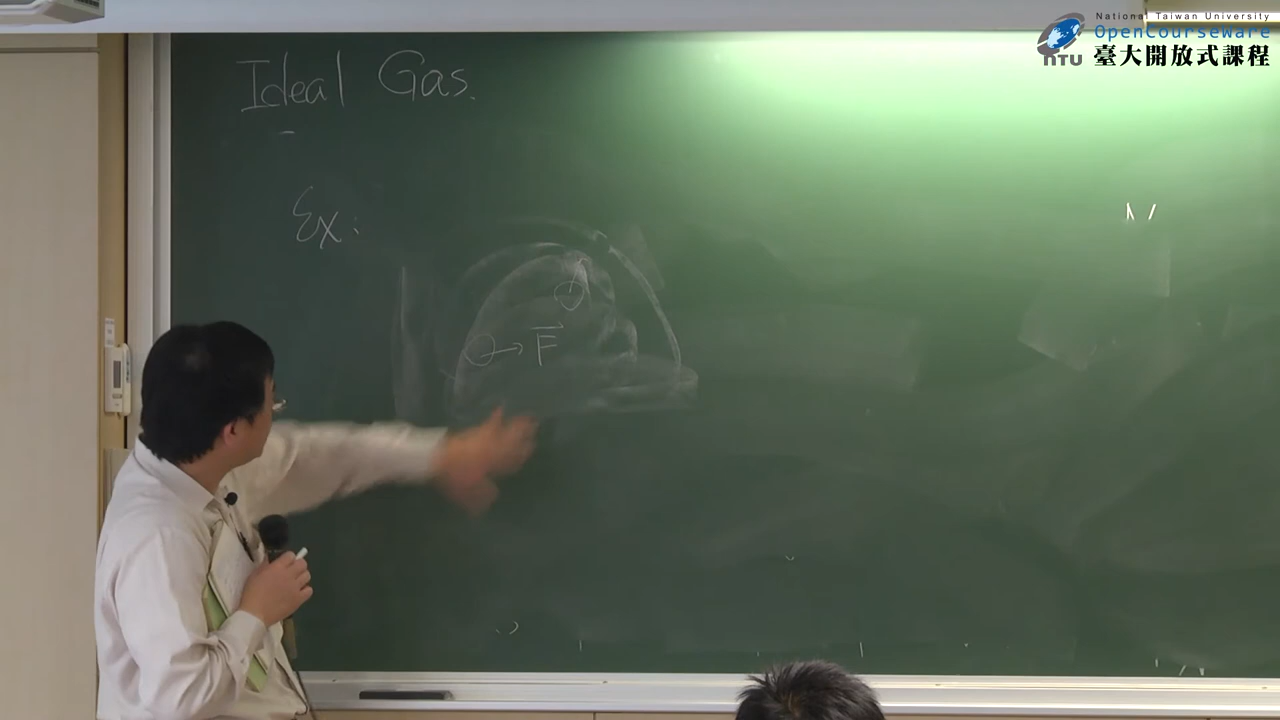 National Taiwan University
OpenCourseware
臺大開放式課程
NTU
Ideal Gas.
Ex:
F